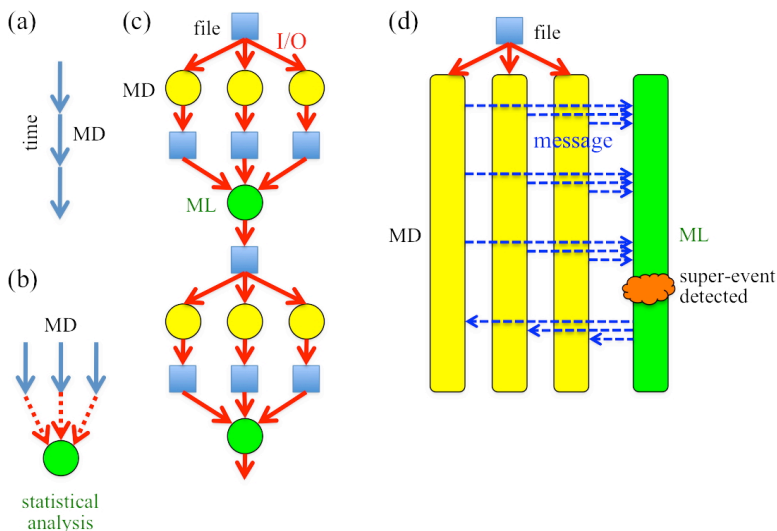 (a)
time
MD
(b)
MD
statistical
analysis
(c)
file
I/O
MD
ML
(d)
file
message
MD
ML
super-event
detected